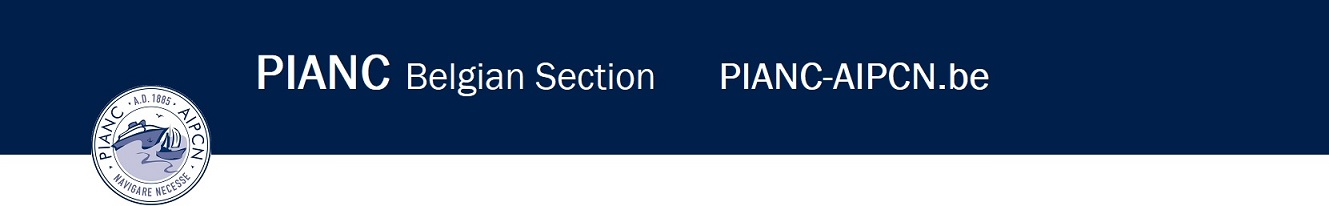 PIANC Belgian Section PIANC-AIPCN.be
PIANC · A.D. 1885 · AIPCN
· NAVIGARE NECESSE ·